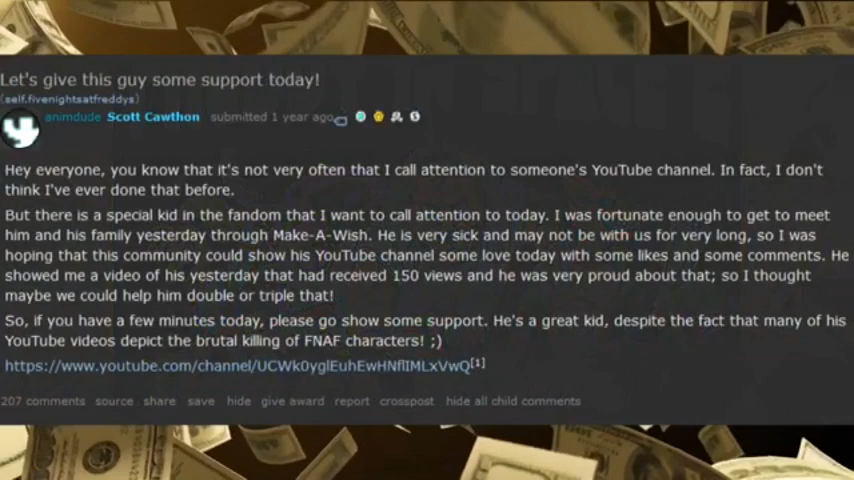 Let's give this guy some support today!
(self.fivenightsatfreddys)
animdude Scott Cawthon submitted 1 year ago
Hey everyone, you know that it's not very often that I call attention to someone's YouTube channel. In fact, I don't
think I've ever done that before.
But there is a special kid in the fandom that I want to call attention to today. I was fortunate enough to get to meet
him and his family yesterday through Make-A-Wish. He is very sick and may not be with us for very long, so I was
hoping that this community could show his YouTube channel some love today with some likes and some comments. He
showed me a video of his yesterday that had received 150 views and he was very proud about that; so I thought
maybe we could help him double or triple that!
So, if you have a few minutes today, please go show some support. He's a great kid, despite the fact that many of his
YouTube videos depict the brutal killing of FNAF characters! ;)
https://www.youtube.com/channel/UCWk0yglEuhEwHNflIMLxVwQ[1]
207 comments source share save hide give award report crosspost hide all child comments